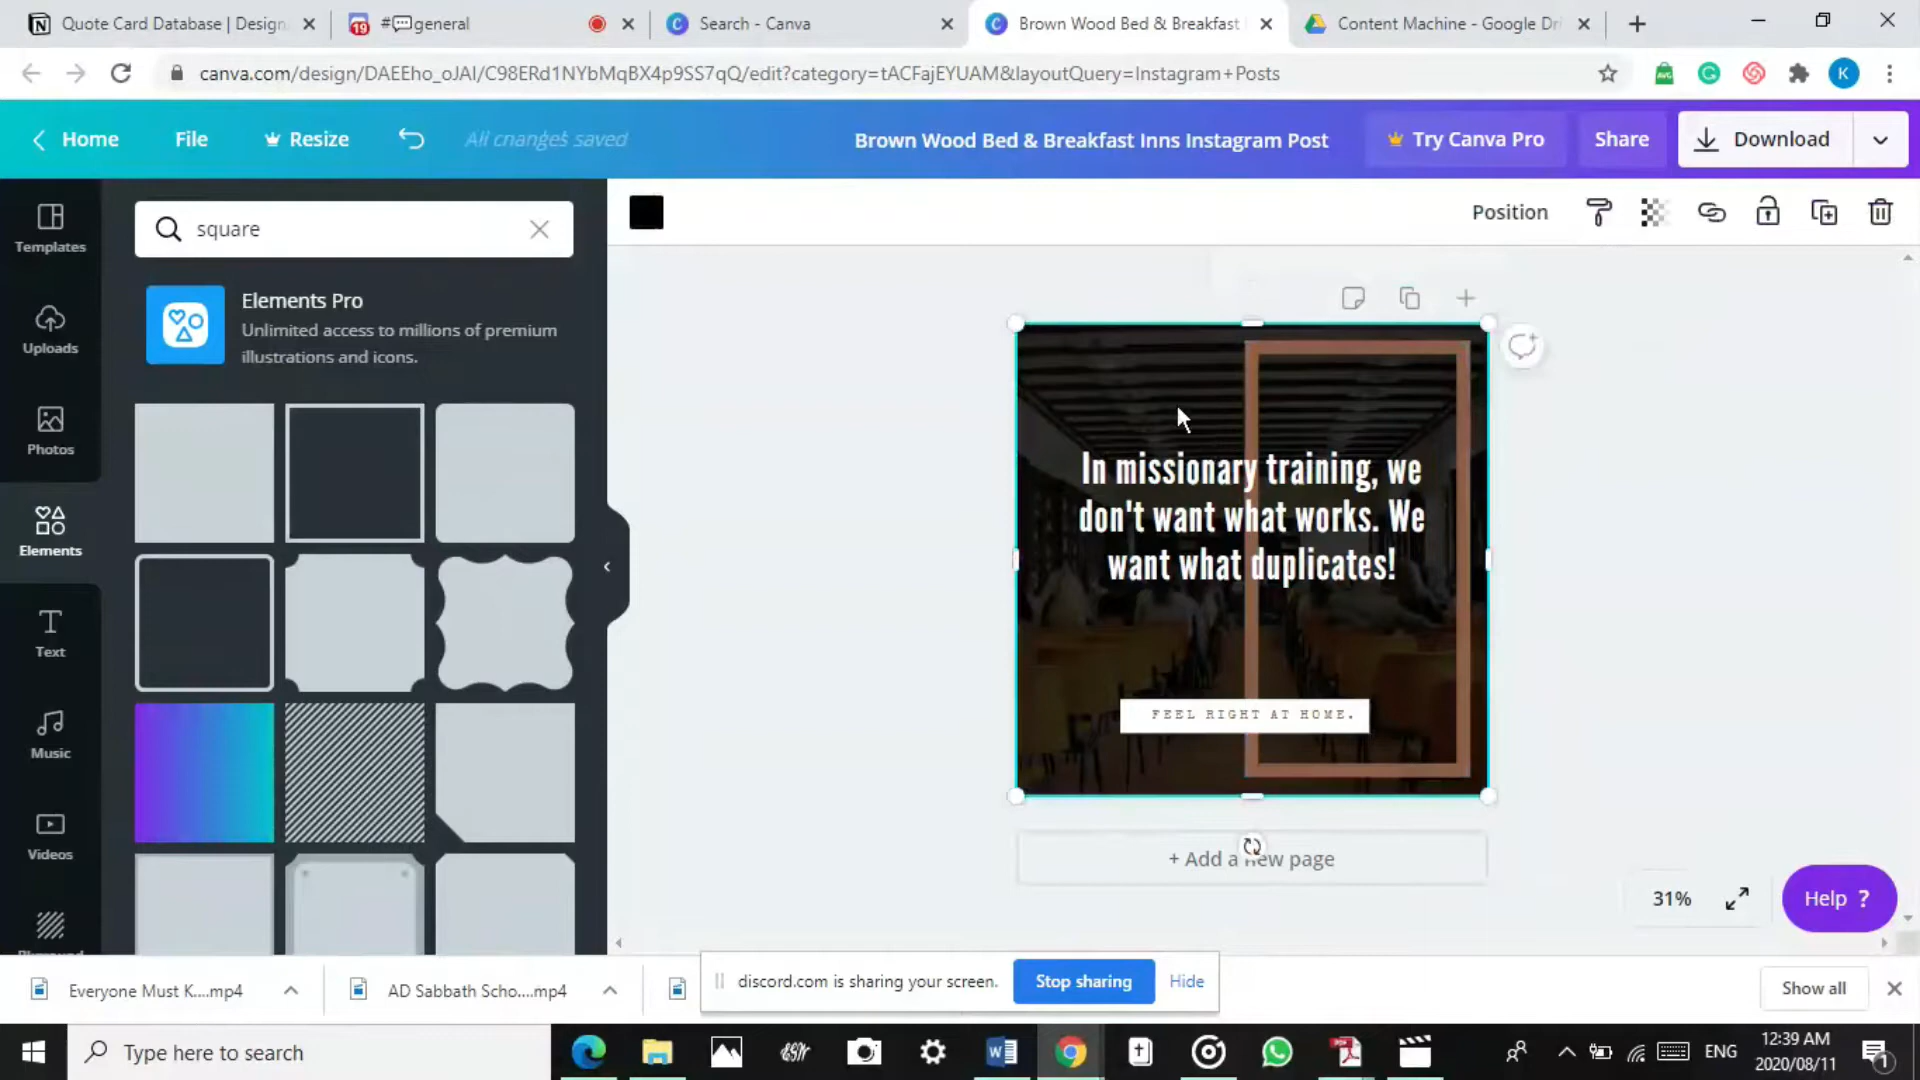 Quote Card Database | Design
19 #💬general
Search - Canva
Brown Wood Bed & Breakfast
Content Machine - Google Dri
canva.com/design/DAEEho_oJAI/C98ERd1NYbMqBX4p9SS7qQ/edit?category=tACFajEYUAM&layoutQuery=Instagram+Posts
K
Home
File
Resize
All changes saved
Brown Wood Bed & Breakfast Inns Instagram Post
Try Canva Pro
Share
Download
Templates
Uploads
Photos
Elements
Text
Music
Videos
square
Elements Pro
Unlimited access to millions of premium
illustrations and icons.
Position
In missionary training, we
don't want what works. We
want what duplicates!
FEEL RIGHT AT HOME.
+ Add a new page
31%
Help ?
Everyone Must K....mp4
AD Sabbath Scho....mp4
discord.com is sharing your screen.
Stop sharing
Hide
Show all
Type here to search
ENG
12:39 AM
2020/08/11
1